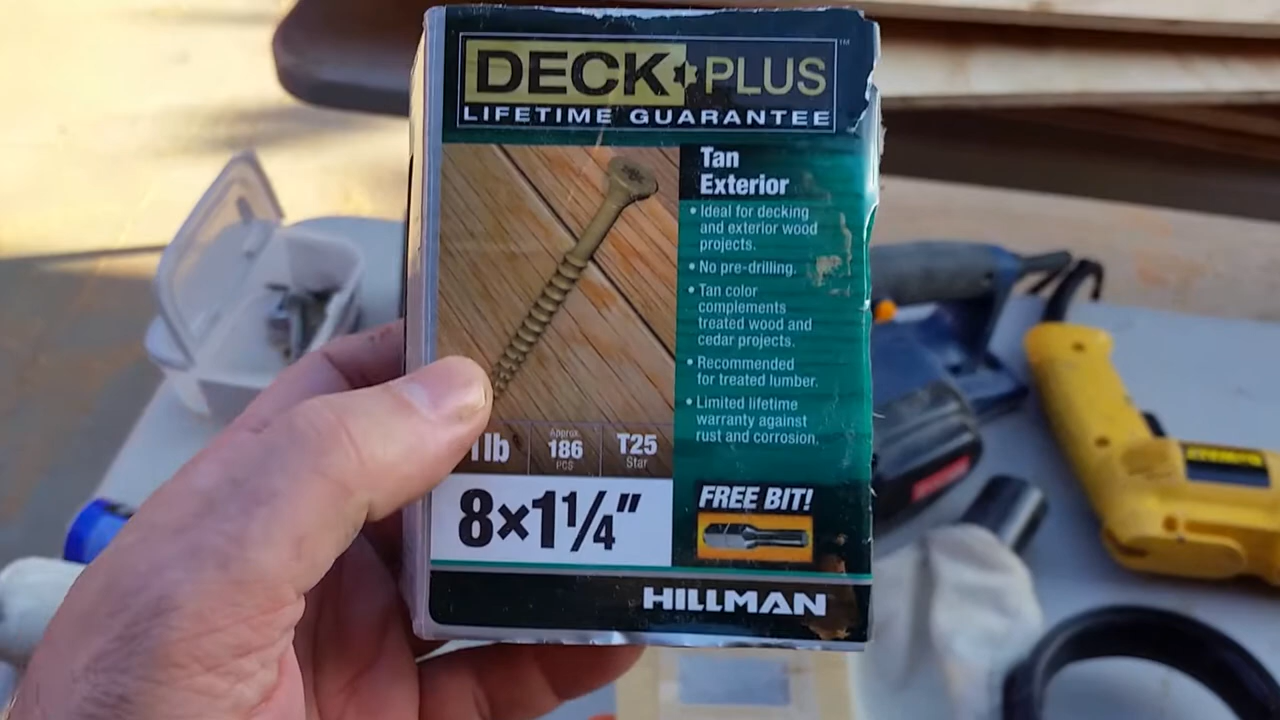 DECK PLUS™
LIFETIME GUARANTEE
Tan
Exterior
• Ideal for decking
and exterior wood
projects.
• No pre-drilling.
• Tan color
complements
treated wood and
cedar projects.
• Recommended
for treated lumber.
• Limited lifetime
warranty against
rust and corrosion.
1lb
Approx.
186
PCS
T25
Star
8×1¼"
FREE BIT!
HILLMAN